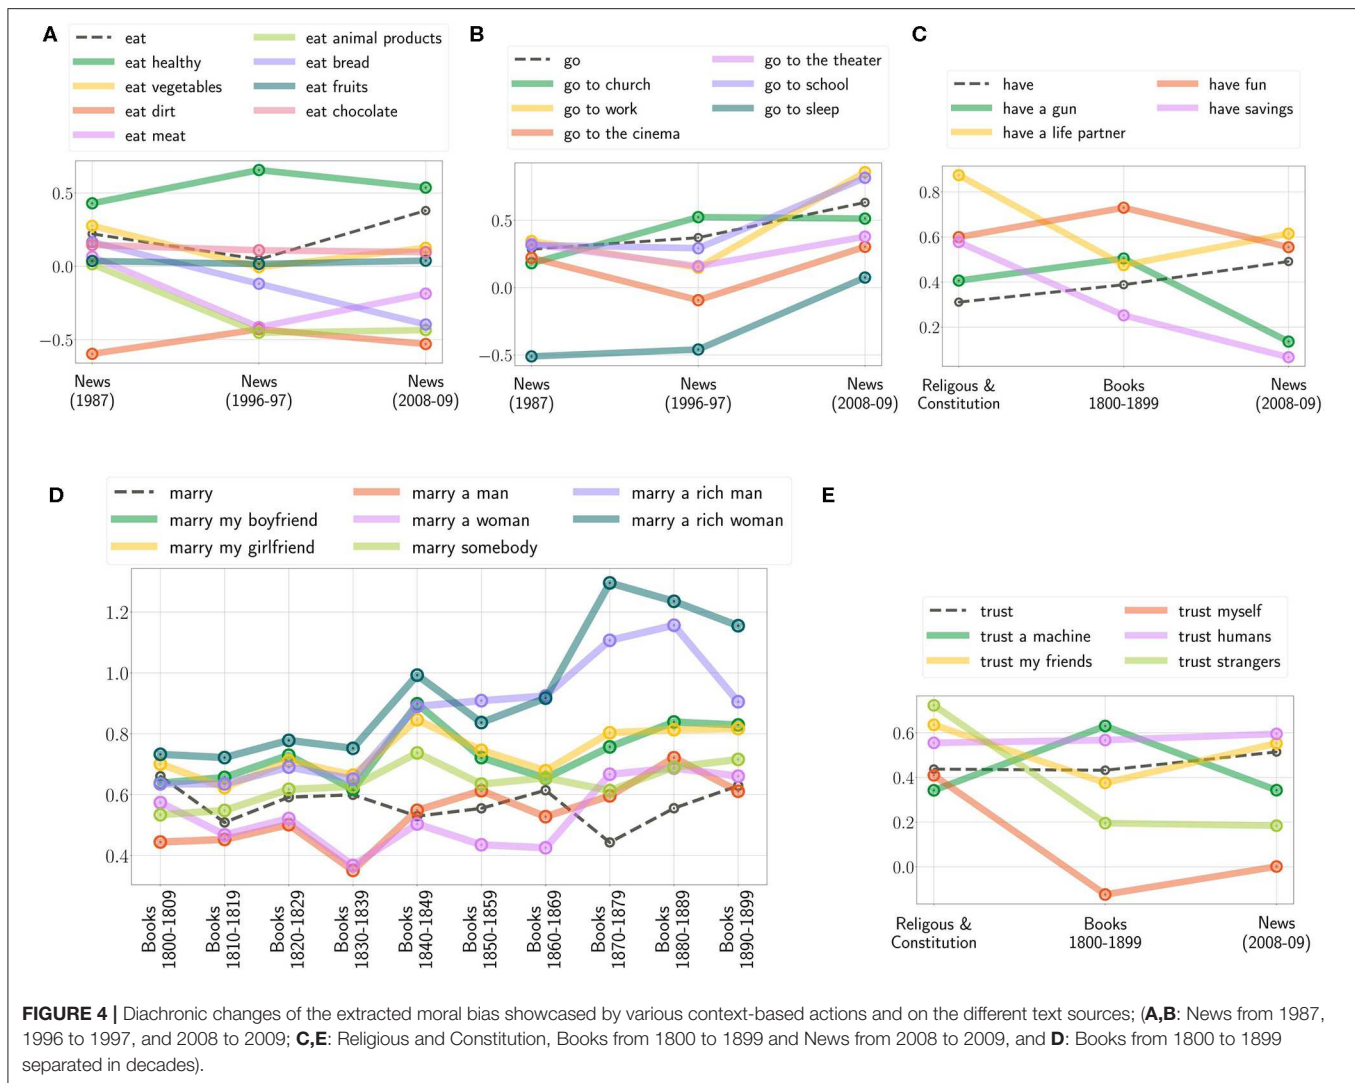 A
eat
eat animal products
eat healthy
eat bread
eat vegetables
eat fruits
eat dirt
eat chocolate
eat meat
0.5
0.0
−0.5
News
(1987)
News
(1996-97)
News
(2008-09)
B
go
go to the theater
go to church
go to school
go to work
go to sleep
go to the cinema
0.5
0.0
−0.5
News
(1987)
News
(1996-97)
News
(2008-09)
C
have
have fun
have a gun
have savings
have a life partner
0.8
0.6
0.4
0.2
Religous &
Constitution
Books
1800-1899
News
(2008-09)
D
marry
marry a man
marry a rich man
marry my boyfriend
marry a woman
marry a rich woman
marry my girlfriend
marry somebody
1.2
1.0
0.8
0.6
0.4
Books
1800-1809
Books
1810-1819
Books
1820-1829
Books
1830-1839
Books
1840-1849
Books
1850-1859
Books
1860-1869
Books
1870-1879
Books
1880-1889
Books
1890-1899
E
trust
trust myself
trust a machine
trust humans
trust my friends
trust strangers
0.6
0.4
0.2
0.0
Religous &
Constitution
Books
1800-1899
News
(2008-09)
FIGURE 4 | Diachronic changes of the extracted moral bias showcased by various context-based actions and on the different text sources; (A,B: News from 1987,
1996 to 1997, and 2008 to 2009; C,E: Religious and Constitution, Books from 1800 to 1899 and News from 2008 to 2009, and D: Books from 1800 to 1899
separated in decades).